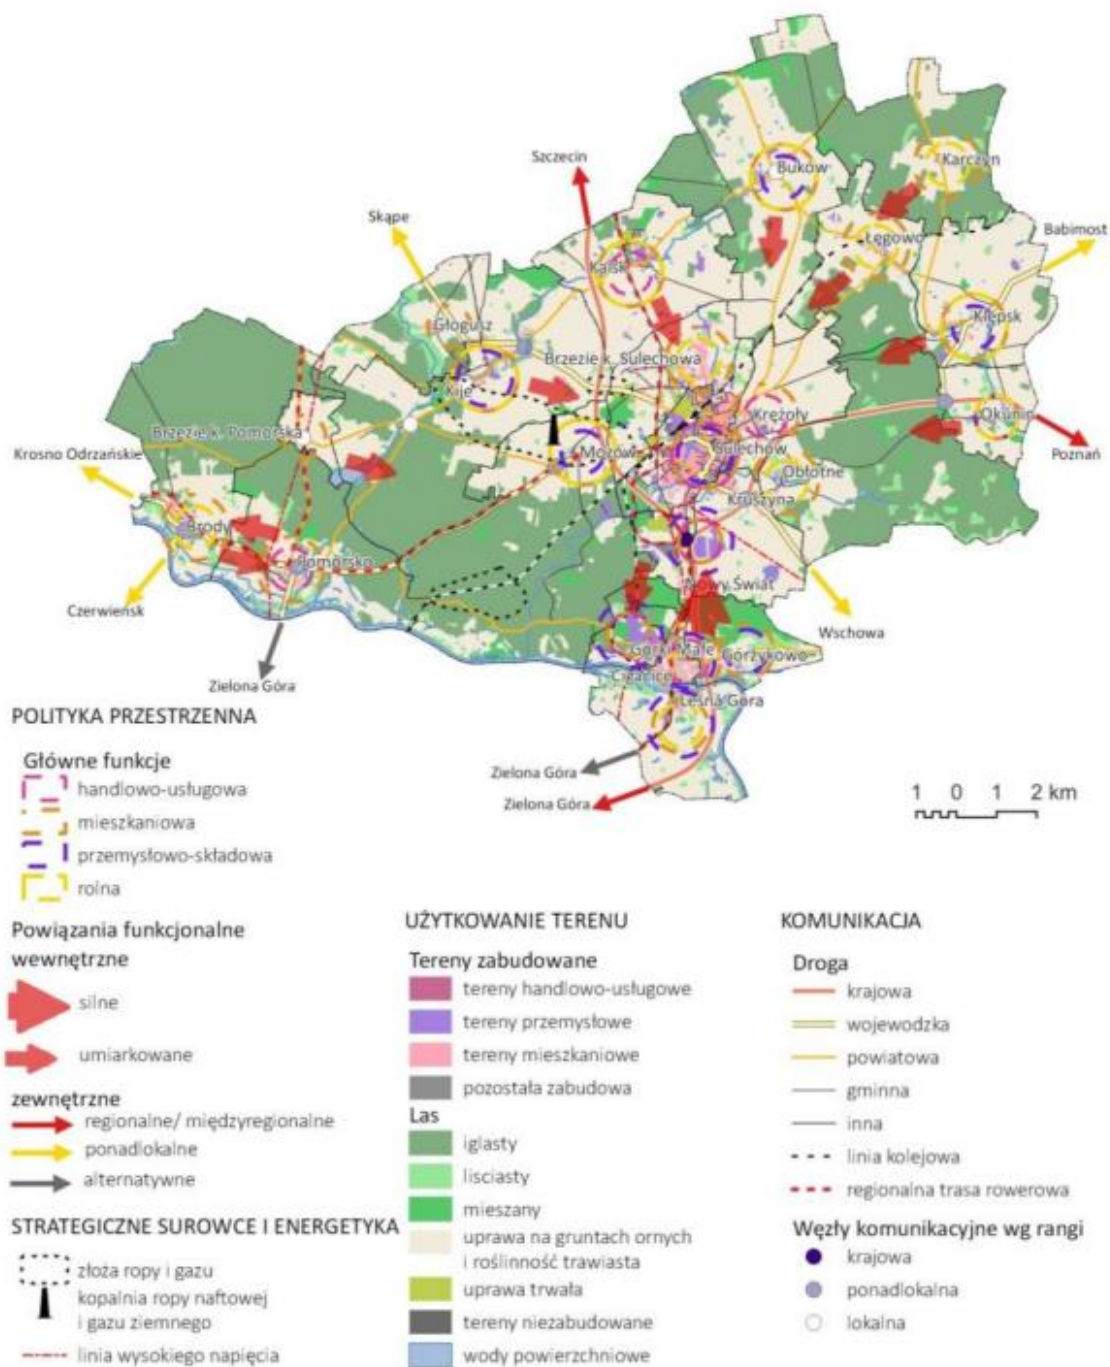 Szczecin
Skąpe
Buków
Karczyn
Babimost
Łęgowo
Kalsk
Klępsk
Głogusz
Brzezie k. Sulechowa
Kije
Krężoły
Okunin
Brzezie k. Pomorska
Mozów
Sulechów
Poznań
Krosno Odrzańskie
Obłotne
Kruszyna
Brody
Pomorsko
Nowy Świat
Czerwieńsk
Wschowa
Górki Małe
Górzykowo
Cigacice
Zielona Góra
Leśna Góra
POLITYKA PRZESTRZENNA
Główne funkcje
handlowo-usługowa
mieszkaniowa
przemysłowo-składowa
rolna
Zielona Góra
Zielona Góra
1 0 1 2 km
Powiązania funkcjonalne
wewnętrzne
silne
umiarkowane
zewnętrzne
regionalne/ międzyregionalne
ponadlokalne
alternatywne
STRATEGICZNE SUROWCE I ENERGETYKA
złoża ropy i gazu
kopalnia ropy naftowej
i gazu ziemnego
linia wysokiego napięcia
UŻYTKOWANIE TERENU
Tereny zabudowane
tereny handlowo-usługowe
tereny przemysłowe
tereny mieszkaniowe
pozostała zabudowa
Las
iglasty
lisciasty
mieszany
uprawa na gruntach ornych
i roślinność trawiasta
uprawa trwała
tereny niezabudowane
wody powierzchniowe
KOMUNIKACJA
Droga
krajowa
wojewodzka
powiatowa
gminna
inna
linia kolejowa
regionalna trasa rowerowa
Węzły komunikacyjne wg rangi
krajowa
ponadlokalna
lokalna